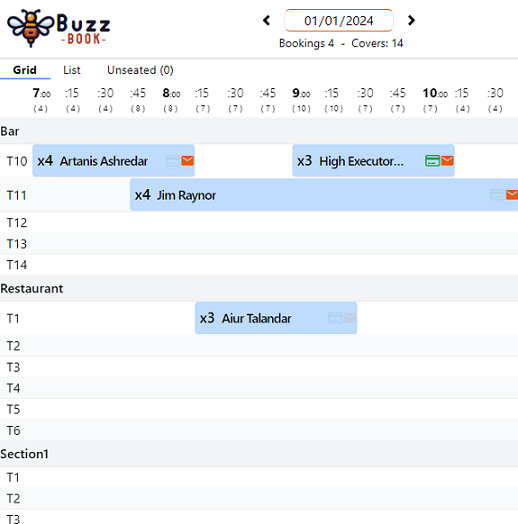 Buzz
-BOOK-
01/01/2024
Bookings 4 - Covers: 14
Grid List Unseated (0)
7:00 :15 :30 :45 8:00 :15 :30 :45 9:00 :15 :30 :45 10:00 :15 :30
(4) (4) (4) (8) (8) (7) (7) (7) (10) (10) (7) (7) (7) (4) (4)
Bar
T10 x4 Artanis Ashredar x3 High Executor...
T11 x4 Jim Raynor
T12
T13
T14
Restaurant
T1 x3 Aiur Talandar
T2
T3
T4
T5
T6
Section1
T1
T2
T3